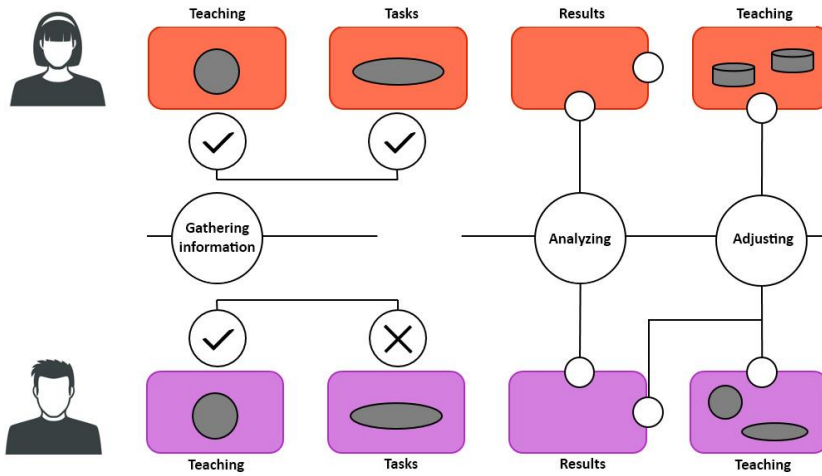 Teaching
Tasks
Results
Teaching
Gathering
information
Analyzing
Adjusting
Teaching
Tasks
Results
Teaching